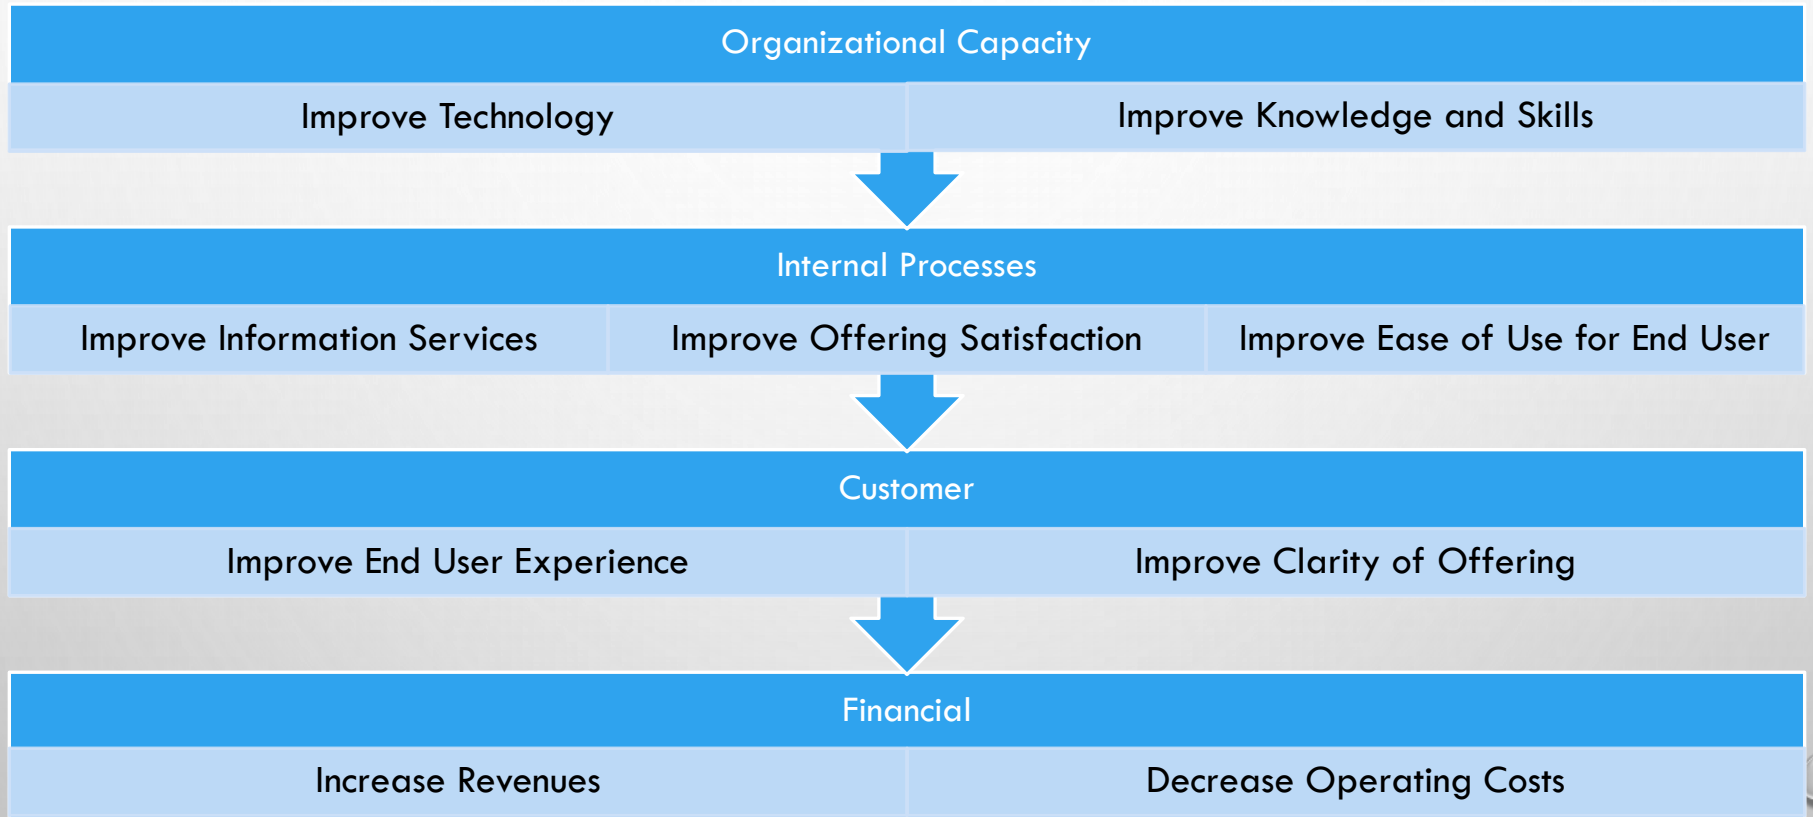 Organizational Capacity
Improve Technology
Improve Knowledge and Skills
Internal Processes
Improve Information Services
Improve Offering Satisfaction
Improve Ease of Use for End User
Customer
Improve End User Experience
Improve Clarity of Offering
Financial
Increase Revenues
Decrease Operating Costs